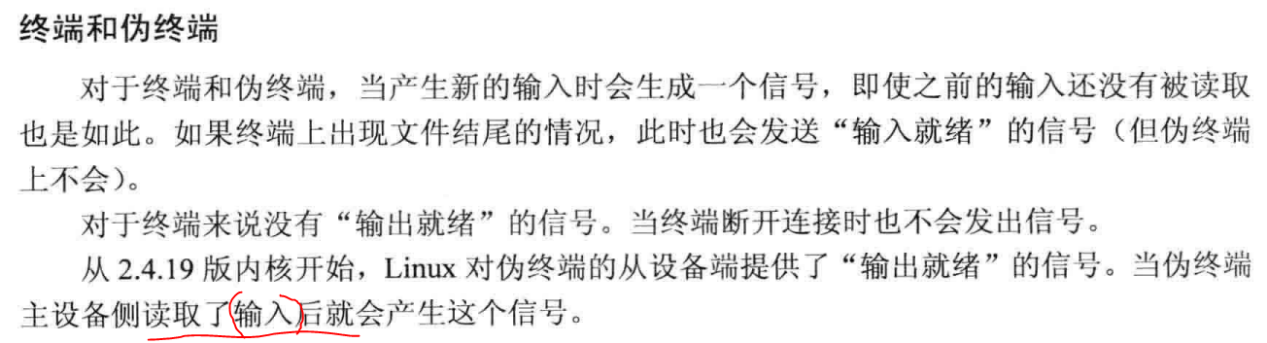 终端和伪终端
对于终端和伪终端，当产生新的输入时会生成一个信号，即使之前的输入还没有被读取
也是如此。如果终端上出现文件结尾的情况，此时也会发送“输入就绪”的信号（但伪终端
上不会）。
对于终端来说没有“输出就绪”的信号。当终端断开连接时也不会发出信号。
从 2.4.19 版内核开始，Linux 对伪终端的从设备端提供了“输出就绪”的信号。当伪终端
主设备侧读取了输入后就会产生这个信号。